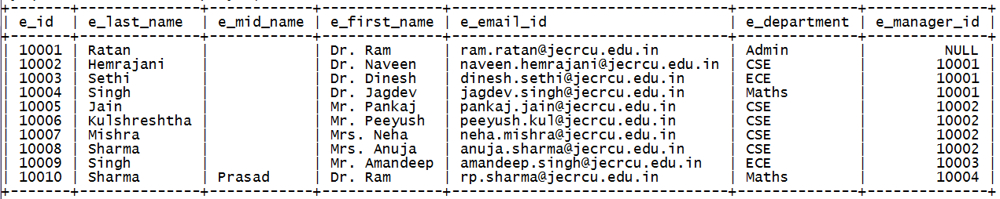 | e_id | e_last_name | e_mid_name | e_first_name | e_email_id | e_department | e_manager_id |
| 10001 | Ratan | | Dr. Ram | ram.ratan@jecrcu.edu.in | Admin | NULL |
| 10002 | Hemrajani | | Dr. Naveen | naveen.hemrajani@jecrcu.edu.in | CSE | 10001 |
| 10003 | Sethi | | Dr. Dinesh | dinesh.sethi@jecrcu.edu.in | ECE | 10001 |
| 10004 | Singh | | Dr. Jagdev | jagdev.singh@jecrcu.edu.in | Maths | 10001 |
| 10005 | Jain | | Mr. Pankaj | pankaj.jain@jecrcu.edu.in | CSE | 10002 |
| 10006 | Kulshreshtha | | Mr. Peeyush | peeyush.kul@jecrcu.edu.in | CSE | 10002 |
| 10007 | Mishra | | Mrs. Neha | neha.mishra@jecrcu.edu.in | CSE | 10002 |
| 10008 | Sharma | | Mrs. Anuja | anuja.sharma@jecrcu.edu.in | CSE | 10002 |
| 10009 | Singh | | Mr. Amandeep | amandeep.singh@jecrcu.edu.in | ECE | 10003 |
| 10010 | Sharma | Prasad | Dr. Ram | rp.sharma@jecrcu.edu.in | Maths | 10004 |